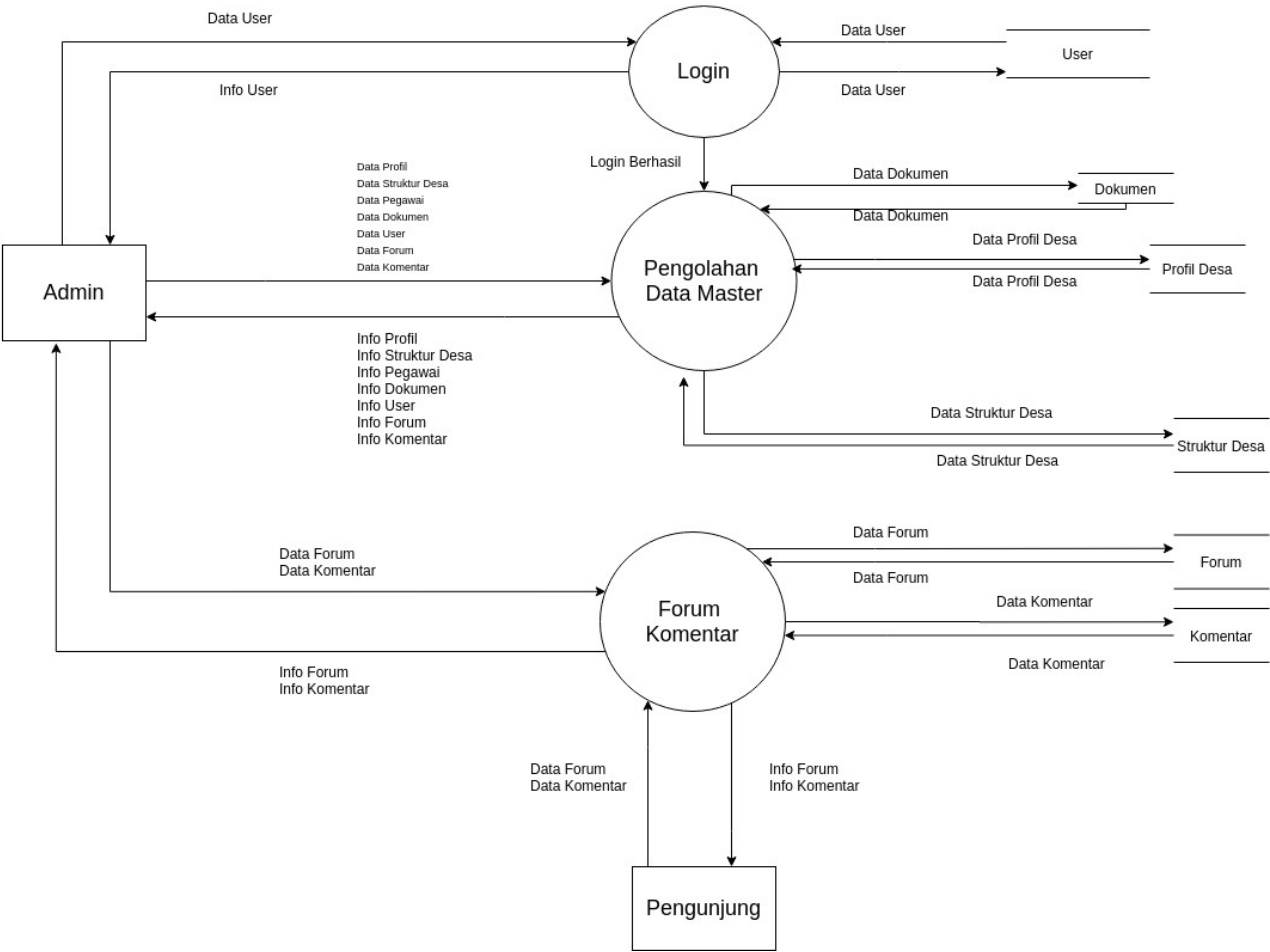 Data User
Data User
User
Login
Info User
Data User
Login Berhasil
Data Profil
Data Struktur Desa
Data Pegawai
Data Dokumen
Data User
Data Forum
Data Komentar
Data Dokumen
Dokumen
Data Dokumen
Data Profil Desa
Profil Desa
Data Profil Desa
Pengolahan
Data Master
Admin
Info Profil
Info Struktur Desa
Info Pegawai
Info Dokumen
Info User
Info Forum
Info Komentar
Data Struktur Desa
Struktur Desa
Data Struktur Desa
Data Forum
Data Komentar
Data Forum
Forum
Data Forum
Data Komentar
Komentar
Data Komentar
Forum
Komentar
Info Forum
Info Komentar
Data Forum
Data Komentar
Info Forum
Info Komentar
Pengunjung